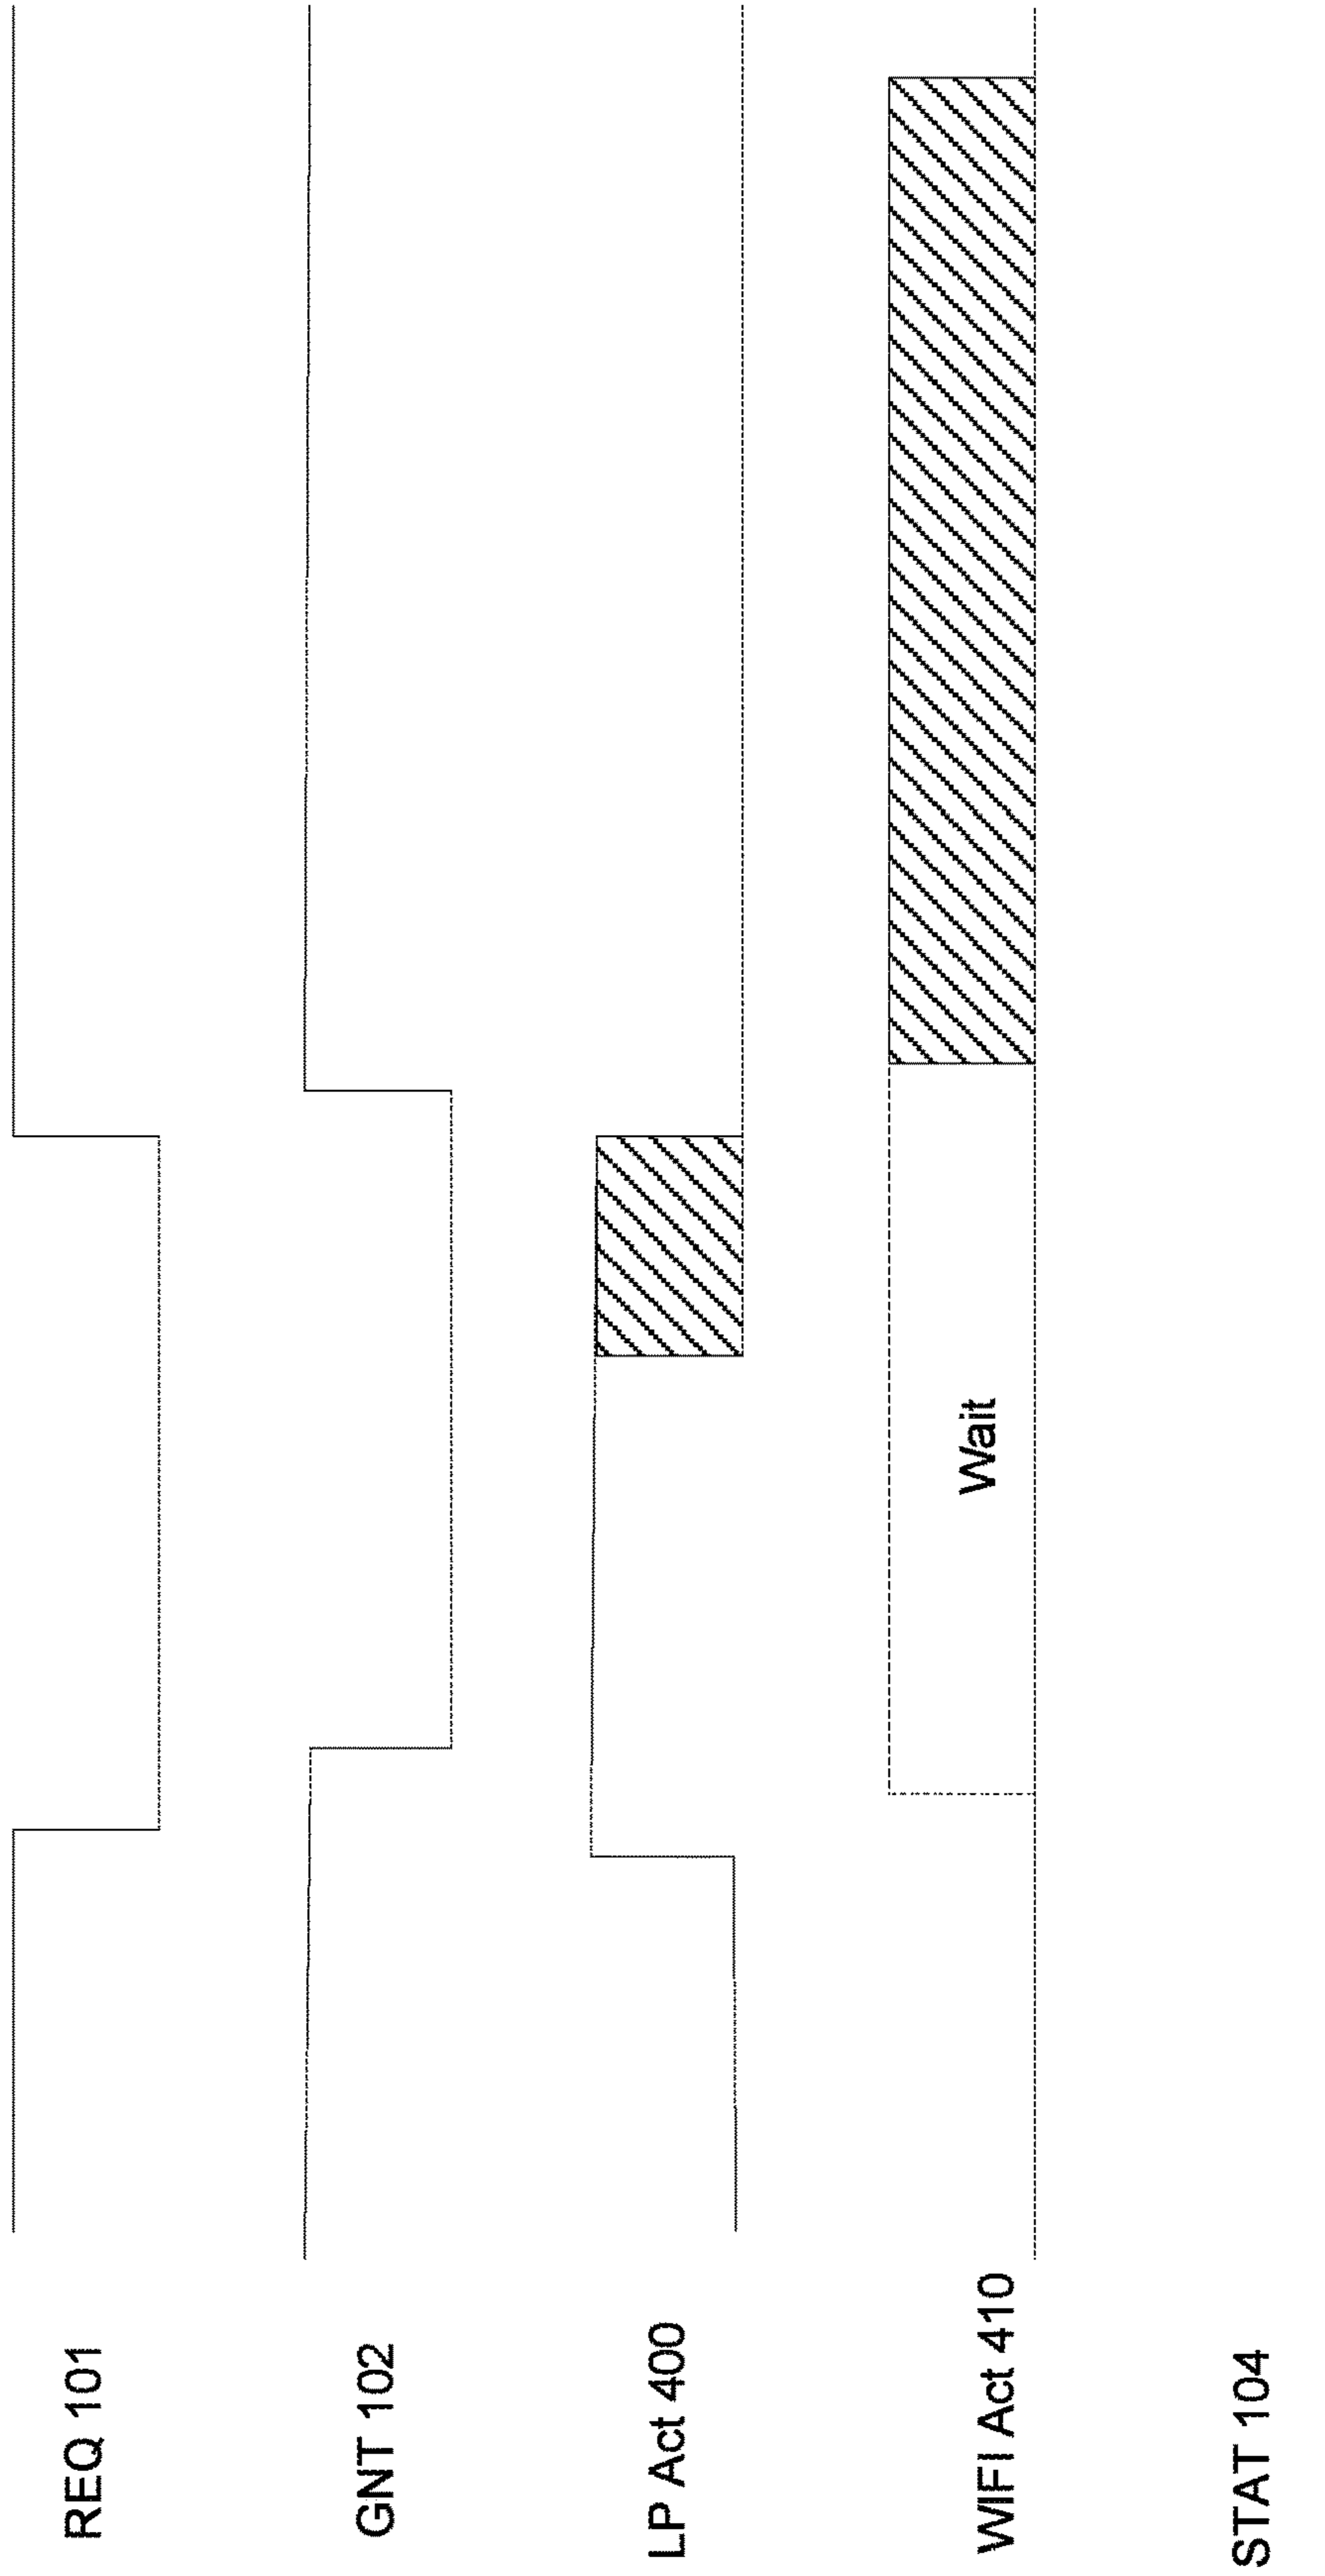 REQ 101
GNT 102
LP Act 400
WIFI Act 410
Wait
STAT 104